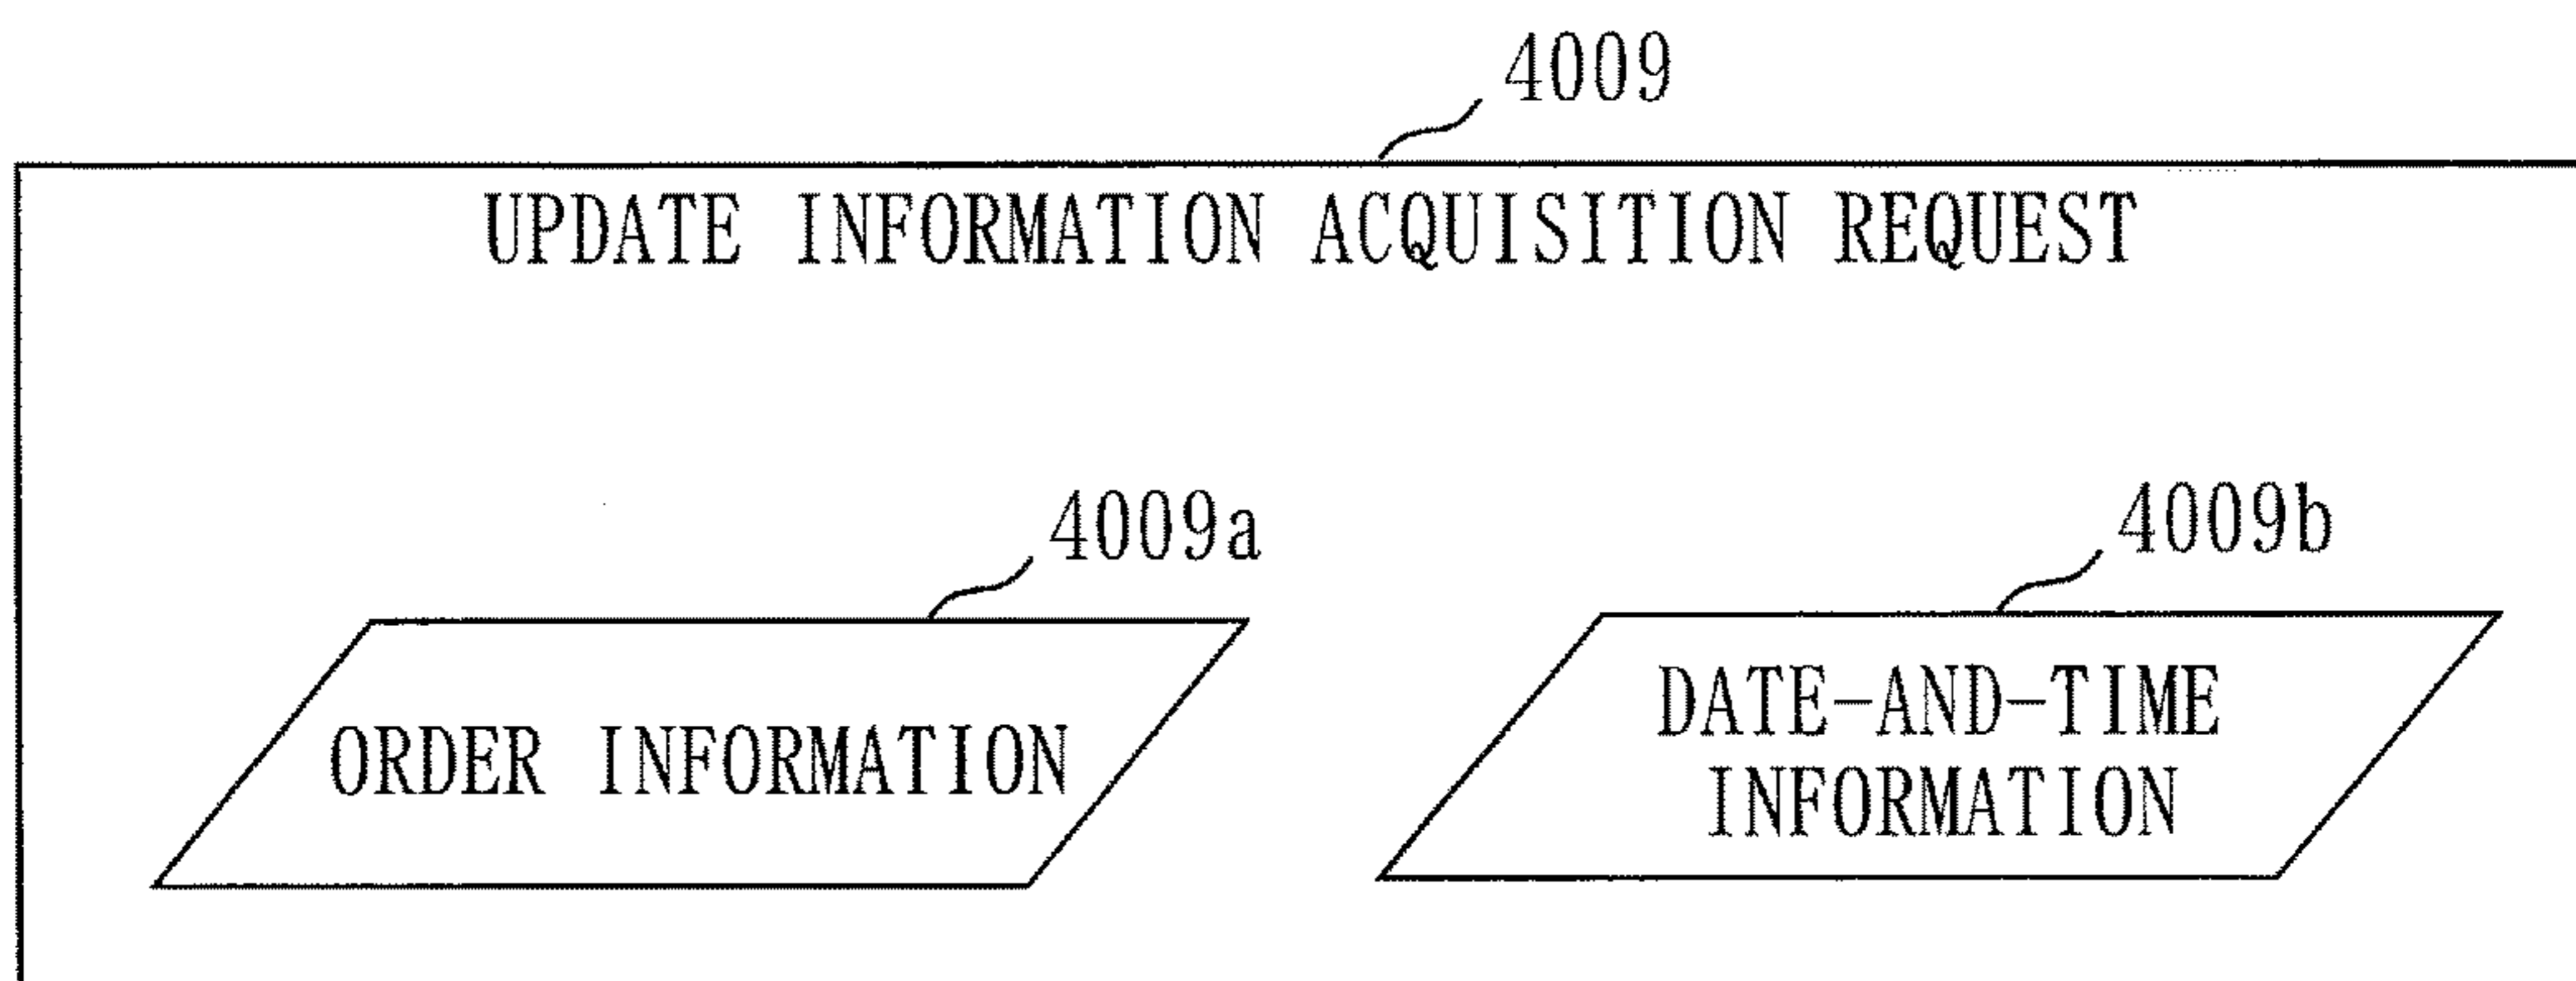 4009
UPDATE INFORMATION ACQUISITION REQUEST
4009a
4009b
ORDER INFORMATION
DATE-AND-TIME
INFORMATION